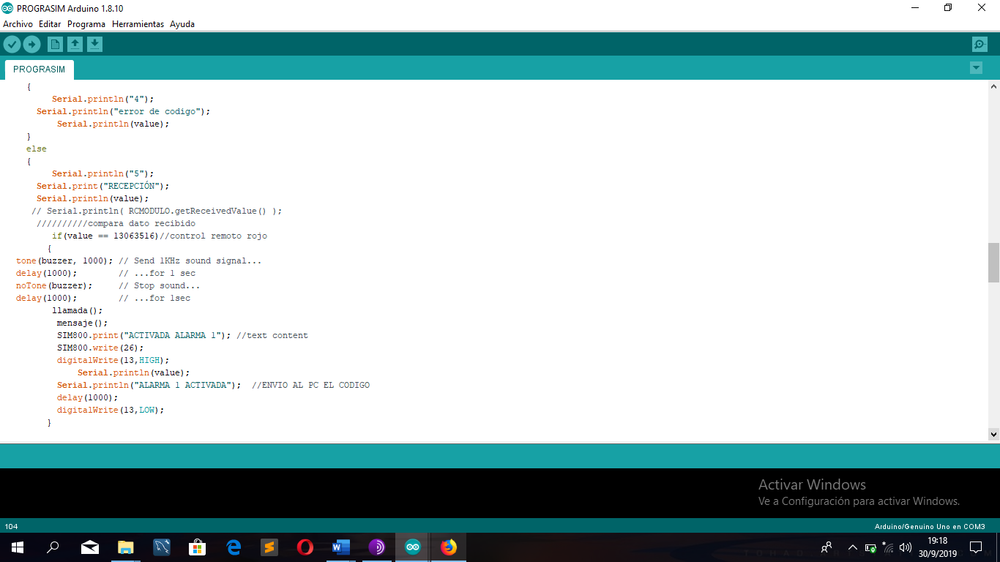 PROGRASIM Arduino 1.8.10
Archivo Editar Programa Herramientas Ayuda
PROGRASIM
{
Serial.println("4");
Serial.println("error de codigo");
Serial.println(value);
}
else
{
Serial.println("5");
Serial.print("RECEPCIÓN");
Serial.println(value);
// Serial.println( RCMODULO.getReceivedValue() );
//////////compara dato recibido
if(value == 13063516)//control remoto rojo
{
tone(buzzer, 1000); // Send 1KHz sound signal...
delay(1000); // ...for 1 sec
noTone(buzzer); // Stop sound...
delay(1000); // ...for 1sec
llamada();
mensaje();
SIM800.print("ACTIVADA ALARMA 1"); //text content
SIM800.write(26);
digitalWrite(13,HIGH);
Serial.println(value);
Serial.println("ALARMA 1 ACTIVADA"); //ENVIO AL PC EL CODIGO
delay(1000);
digitalWrite(13,LOW);
}
Activar Windows
Ve a Configuración para activar Windows.
104
Arduino/Genuino Uno en COM3
19:18
30/9/2019